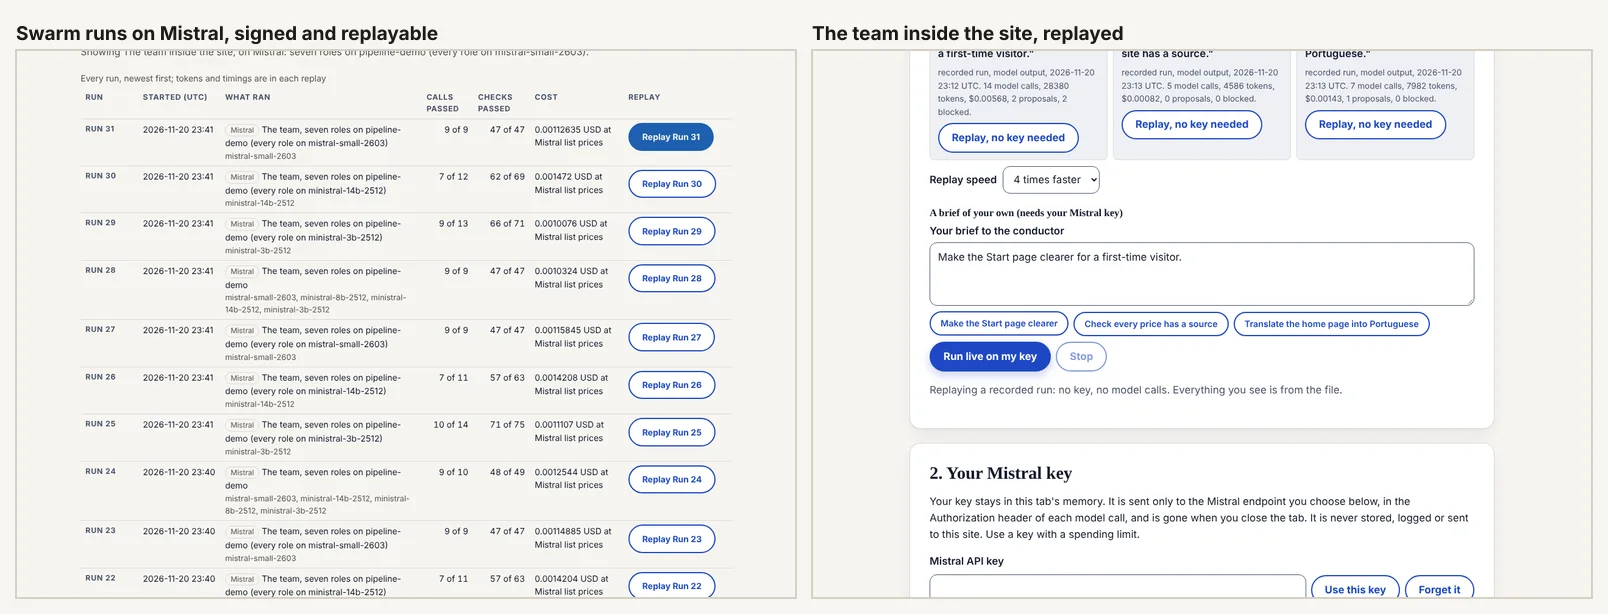 Swarm runs on Mistral, signed and replayable
Showing The team inside the site, on Mistral: seven roles on pipeline-demo (every role on mistral-small-2603).
Every run, newest first; tokens and timings are in each replay
RUN STARTED (UTC) WHAT RAN CALLS PASSED CHECKS PASSED COST REPLAY
RUN 31 2026-11-20 23:41 Mistral The team, seven roles on pipeline- 9 of 9 47 of 47 0.00112635 USD at Replay Run 31
demo (every role on mistral-small-2603) Mistral list prices
mistral-small-2603
RUN 30 2026-11-20 23:41 Mistral The team, seven roles on pipeline- 7 of 12 62 of 69 0.001472 USD at Replay Run 30
demo (every role on ministral-14b-2512) Mistral list prices
ministral-14b-2512
RUN 29 2026-11-20 23:41 Mistral The team, seven roles on pipeline- 9 of 13 66 of 71 0.0010076 USD at Replay Run 29
demo (every role on ministral-3b-2512) Mistral list prices
ministral-3b-2512
RUN 28 2026-11-20 23:41 Mistral The team, seven roles on pipeline- 9 of 9 47 of 47 0.0010324 USD at Replay Run 28
demo Mistral list prices
mistral-small-2603, ministral-8b-2512, ministral-
14b-2512, ministral-3b-2512
RUN 27 2026-11-20 23:41 Mistral The team, seven roles on pipeline- 9 of 9 47 of 47 0.00115845 USD at Replay Run 27
demo (every role on mistral-small-2603) Mistral list prices
mistral-small-2603
RUN 26 2026-11-20 23:41 Mistral The team, seven roles on pipeline- 7 of 11 57 of 63 0.0014208 USD at Replay Run 26
demo (every role on ministral-14b-2512) Mistral list prices
ministral-14b-2512
RUN 25 2026-11-20 23:41 Mistral The team, seven roles on pipeline- 10 of 14 71 of 75 0.0011107 USD at Replay Run 25
demo (every role on ministral-3b-2512) Mistral list prices
ministral-3b-2512
RUN 24 2026-11-20 23:40 Mistral The team, seven roles on pipeline- 9 of 10 48 of 49 0.0012544 USD at Replay Run 24
demo Mistral list prices
mistral-small-2603, ministral-14b-2512, ministral-
8b-2512, ministral-3b-2512
RUN 23 2026-11-20 23:40 Mistral The team, seven roles on pipeline- 9 of 9 47 of 47 0.00114885 USD at Replay Run 23
demo (every role on mistral-small-2603) Mistral list prices
mistral-small-2603
RUN 22 2026-11-20 23:40 Mistral The team, seven roles on pipeline- 7 of 11 57 of 63 0.0014204 USD at Replay Run 22
demo (every role on ministral-14b-2512) Mistral list prices
The team inside the site, replayed
a first-time visitor."
recorded run, model output, 2026-11-20
23:12 UTC. 14 model calls, 28380
tokens, $0.00568, 2 proposals, 2
blocked.
Replay, no key needed
site has a source."
recorded run, model output, 2026-11-20
23:13 UTC. 5 model calls, 4586 tokens,
$0.00082, 0 proposals, 0 blocked.
Replay, no key needed
Portuguese."
recorded run, model output, 2026-11-20
23:13 UTC. 7 model calls, 7982 tokens,
$0.00143, 1 proposals, 0 blocked.
Replay, no key needed
Replay speed 4 times faster
A brief of your own (needs your Mistral key)
Your brief to the conductor
Make the Start page clearer for a first-time visitor.
Make the Start page clearer Check every price has a source Translate the home page into Portuguese
Run live on my key Stop
Replaying a recorded run: no key, no model calls. Everything you see is from the file.
2. Your Mistral key
Your key stays in this tab's memory. It is sent only to the Mistral endpoint you choose below, in the
Authorization header of each model call, and is gone when you close the tab. It is never stored, logged or sent
to this site. Use a key with a spending limit.
Mistral API key
Use this key Forget it